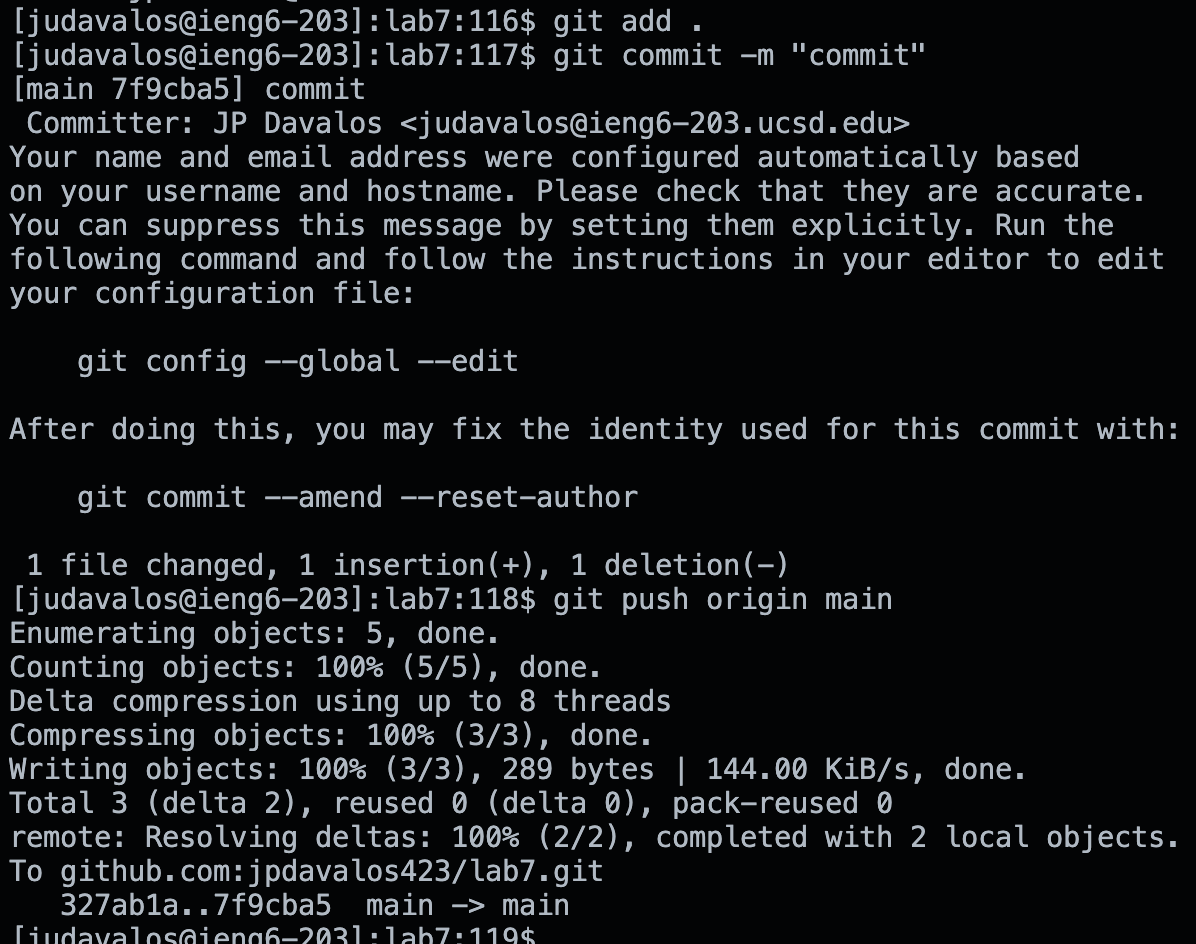 [judavalos@ieng6-203]:lab7:116$ git add .
[judavalos@ieng6-203]:lab7:117$ git commit -m "commit"
[main 7f9cba5] commit
 Committer: JP Davalos <judavalos@ieng6-203.ucsd.edu>
Your name and email address were configured automatically based
on your username and hostname. Please check that they are accurate.
You can suppress this message by setting them explicitly. Run the
following command and follow the instructions in your editor to edit
your configuration file:

    git config --global --edit

After doing this, you may fix the identity used for this commit with:

    git commit --amend --reset-author

 1 file changed, 1 insertion(+), 1 deletion(-)
[judavalos@ieng6-203]:lab7:118$ git push origin main
Enumerating objects: 5, done.
Counting objects: 100% (5/5), done.
Delta compression using up to 8 threads
Compressing objects: 100% (3/3), done.
Writing objects: 100% (3/3), 289 bytes | 144.00 KiB/s, done.
Total 3 (delta 2), reused 0 (delta 0), pack-reused 0
remote: Resolving deltas: 100% (2/2), completed with 2 local objects.
To github.com:jpdavalos423/lab7.git
   327ab1a..7f9cba5  main -> main
[judavalos@ieng6-203]:lab7:119$